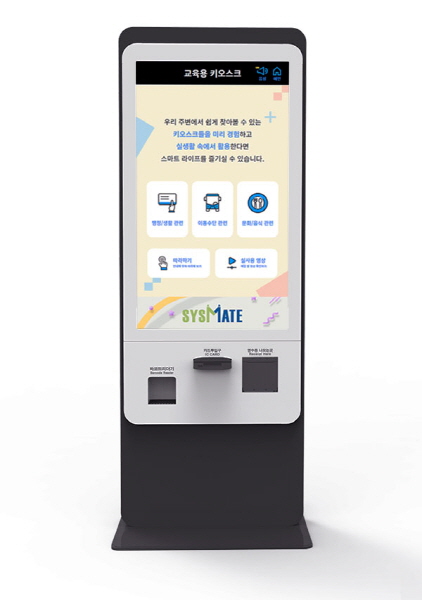 교육용 키오스크
음성
메인
우리 주변에서 쉽게 찾아볼 수 있는
키오스크들을 미리 경험하고
실생활 속에서 활용한다면
스마트 라이프를 즐기실 수 있습니다.
행정/생활 관련
이동수단 관련
문화/음식 관련
따라하기
실사용 영상
SYSMATE
바코드리더기
Barcode Reader
카드투입구
IC CARD
영수증 나오는곳
Receipt Here